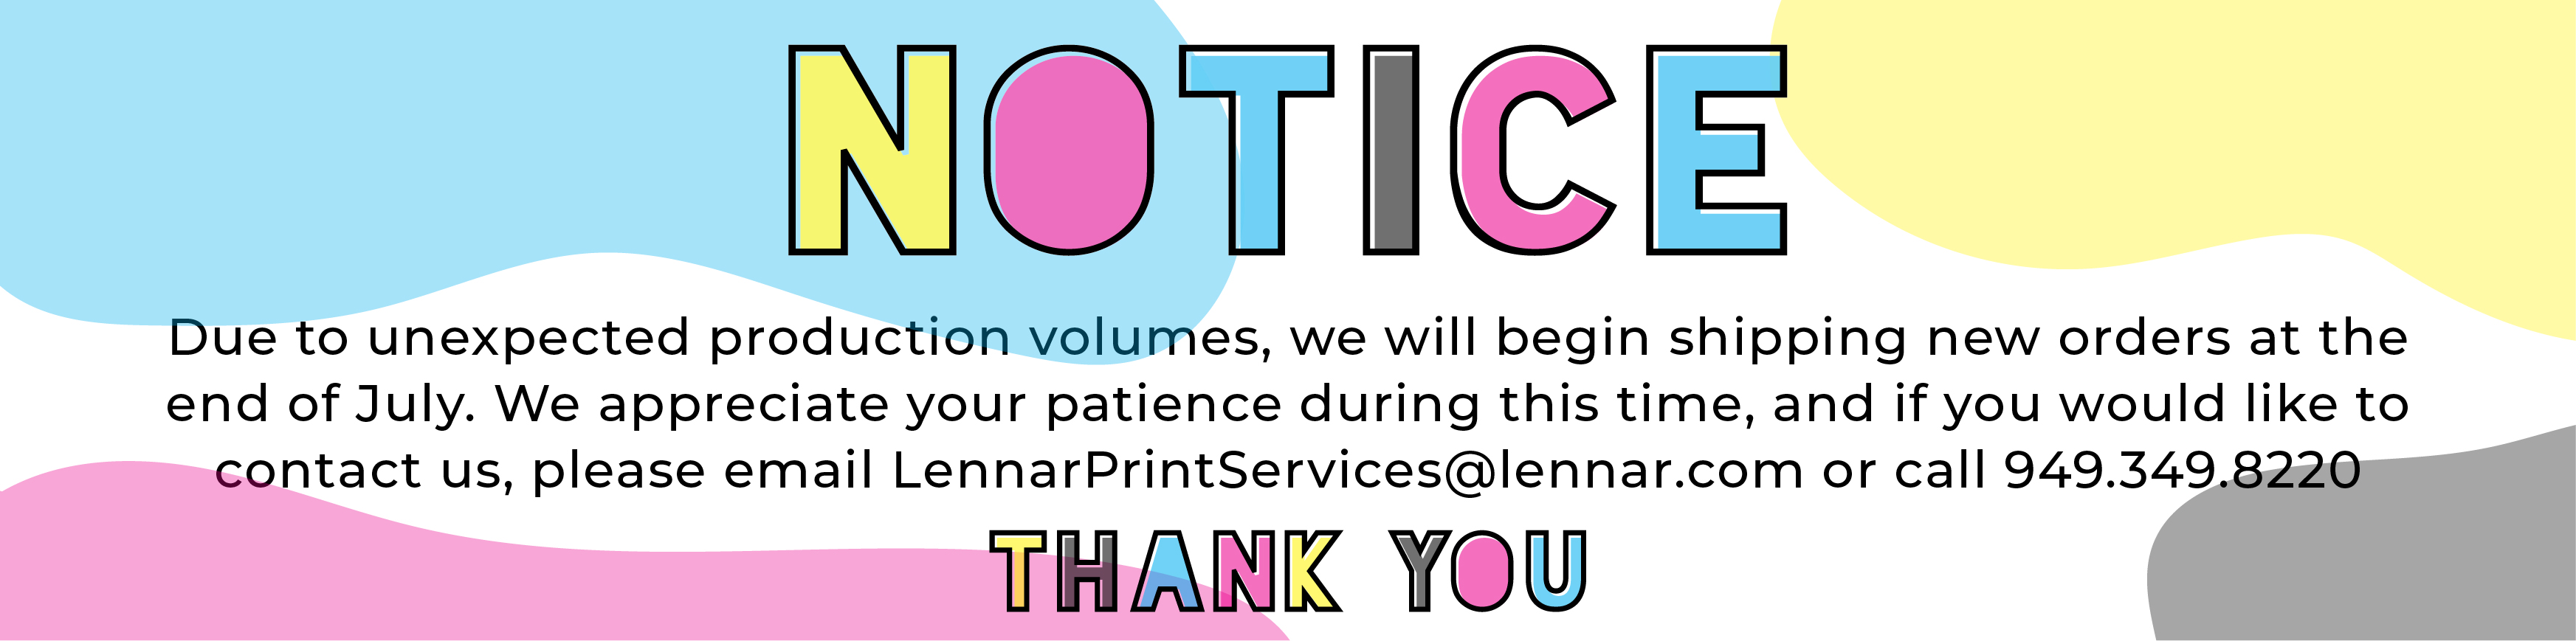 NOTICE
Due to unexpected production volumes, we will begin shipping new orders at the
end of July. We appreciate your patience during this time, and if you would like to
contact us, please email LennarPrintServices@lennar.com or call 949.349.8220
THANK YOU